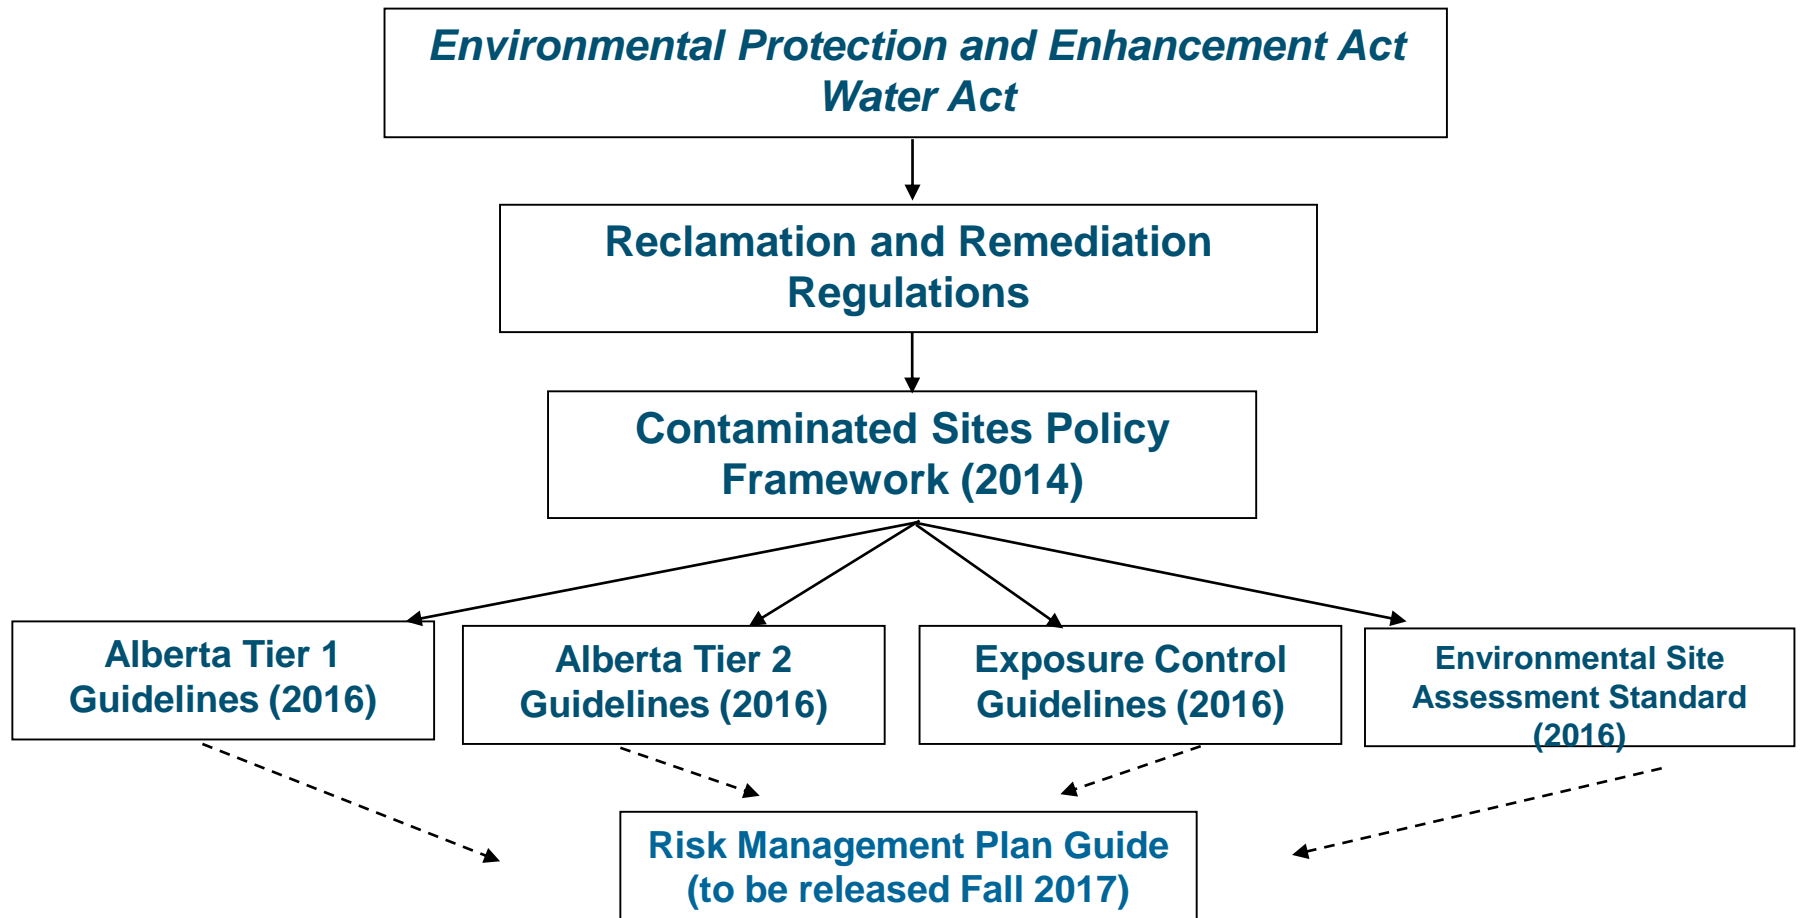 Environmental Protection and Enhancement Act
Water Act
Reclamation and Remediation
Regulations
Contaminated Sites Policy
Framework (2014)
Alberta Tier 1
Guidelines (2016)
Alberta Tier 2
Guidelines (2016)
Exposure Control
Guidelines (2016)
Environmental Site
Assessment Standard
(2016)
Risk Management Plan Guide
(to be released Fall 2017)